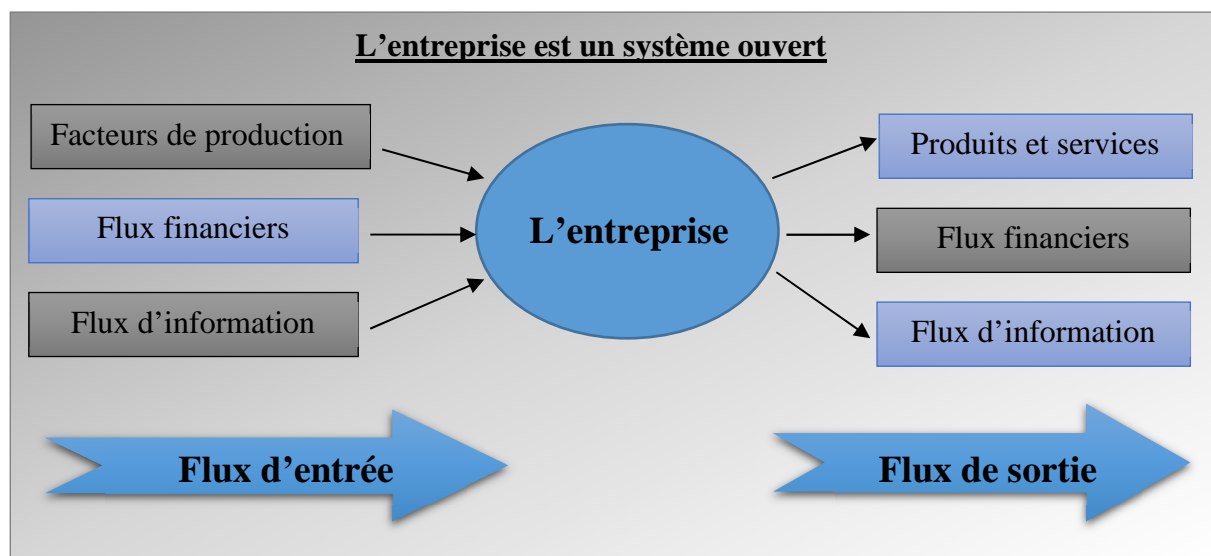 L’entreprise est un système ouvert
Facteurs de production
Flux financiers
Flux d’information
L’entreprise
Produits et services
Flux financiers
Flux d’information
Flux d’entrée
Flux de sortie